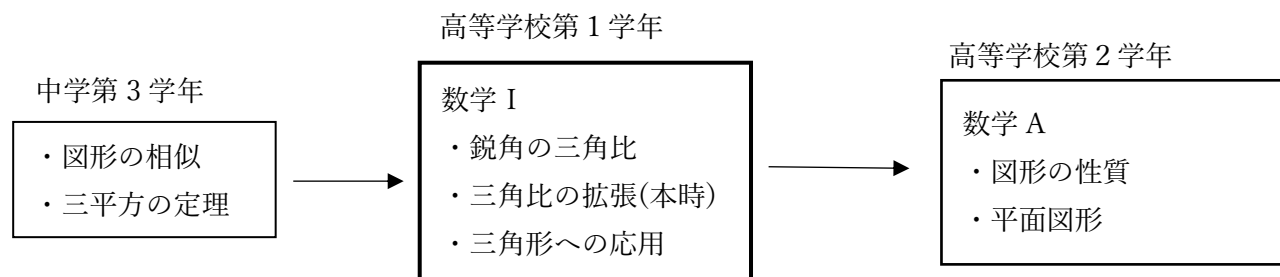 中学第 3 学年
・図形の相似
・三平方の定理
高等学校第 1 学年
数学 I
・鋭角の三角比
・三角比の拡張(本時)
・三角形への応用
高等学校第 2 学年
数学 A
・図形の性質
・平面図形